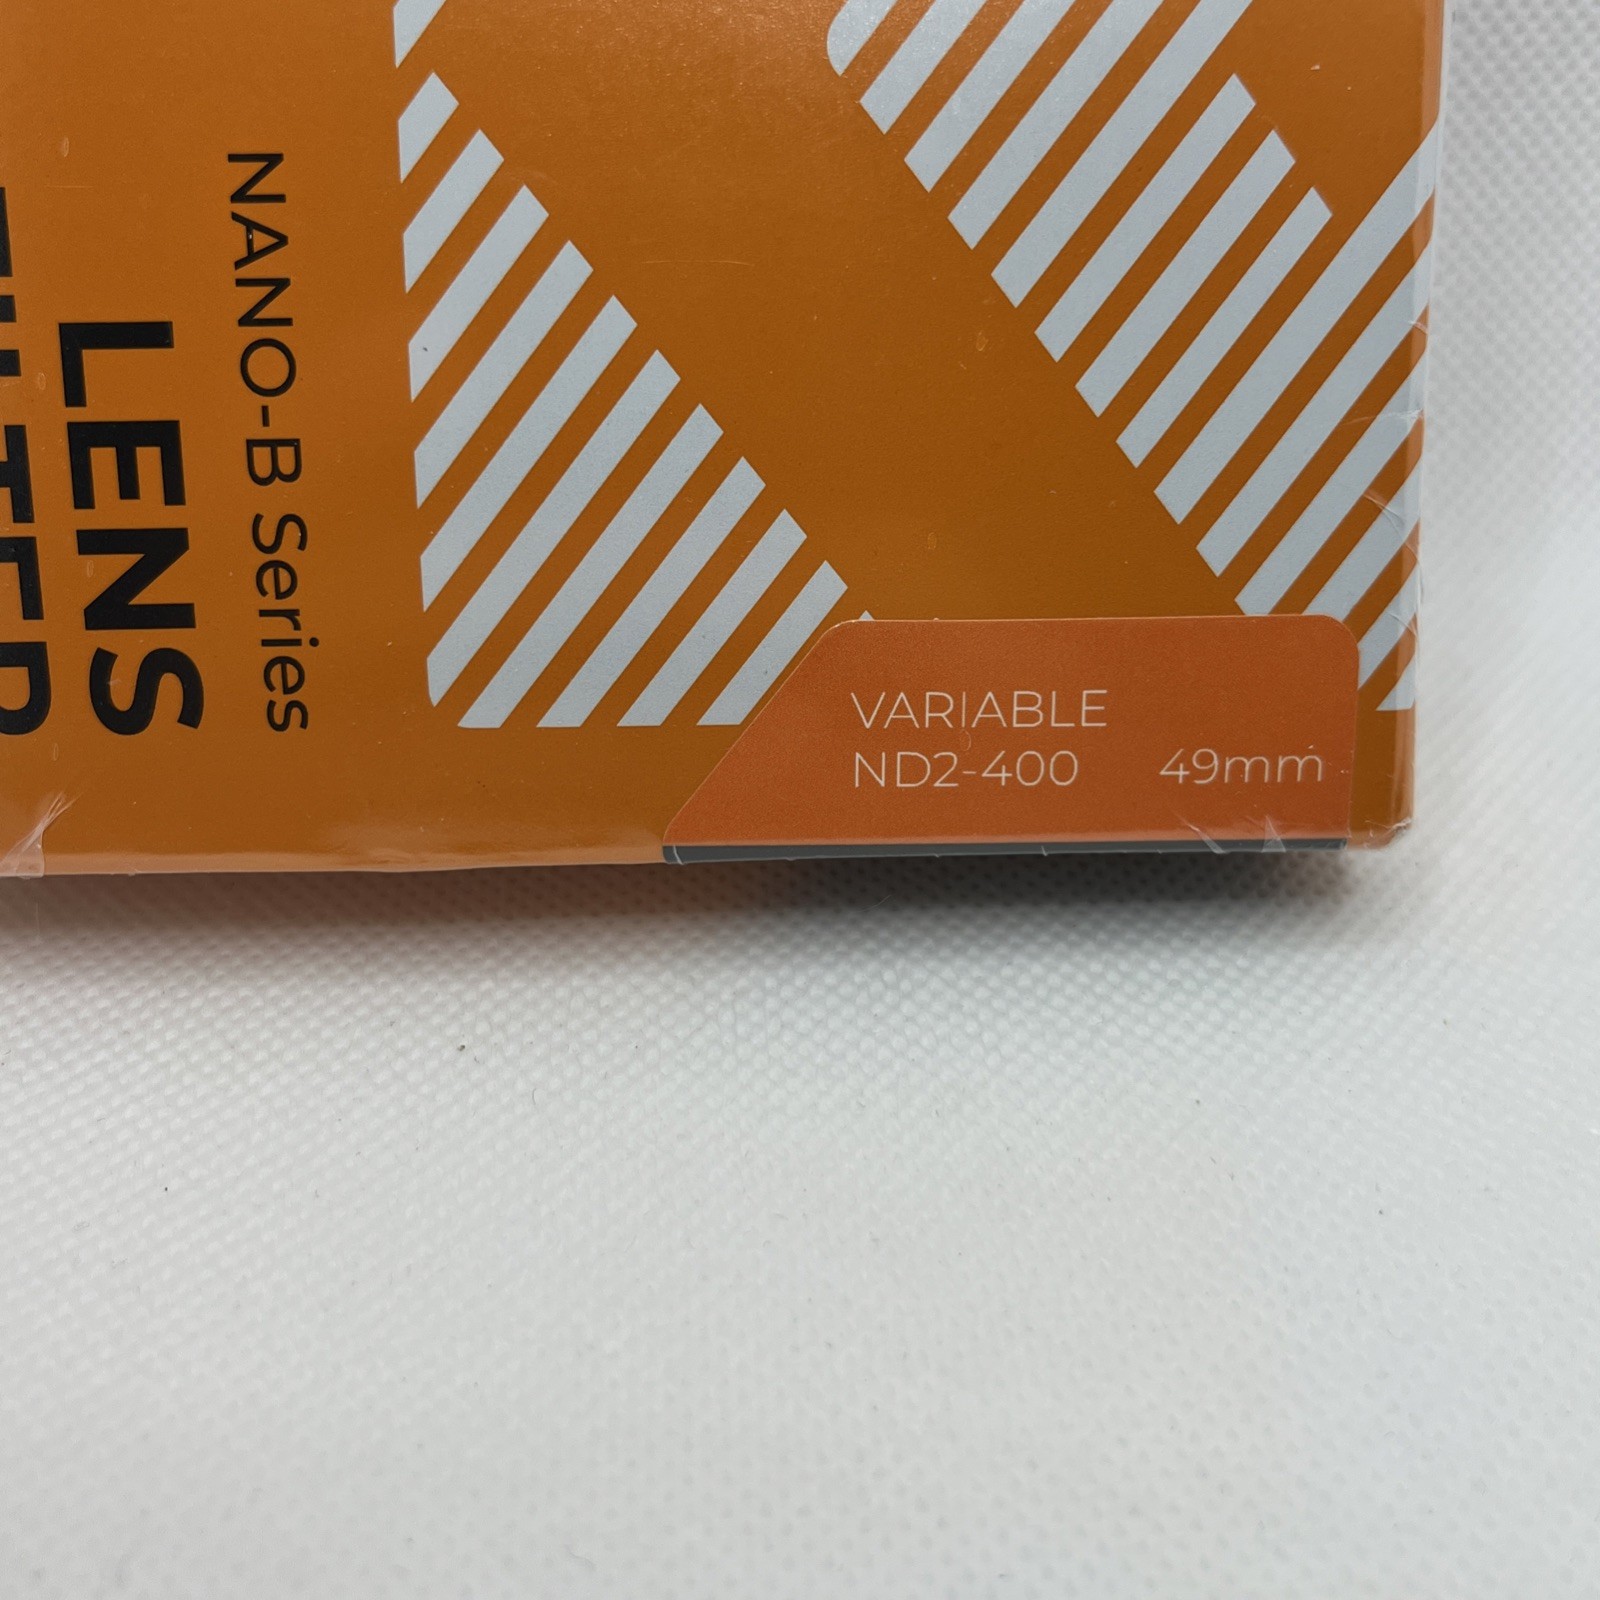 NANO-B Series
LENS
VARIABLE
ND2-400 49mm